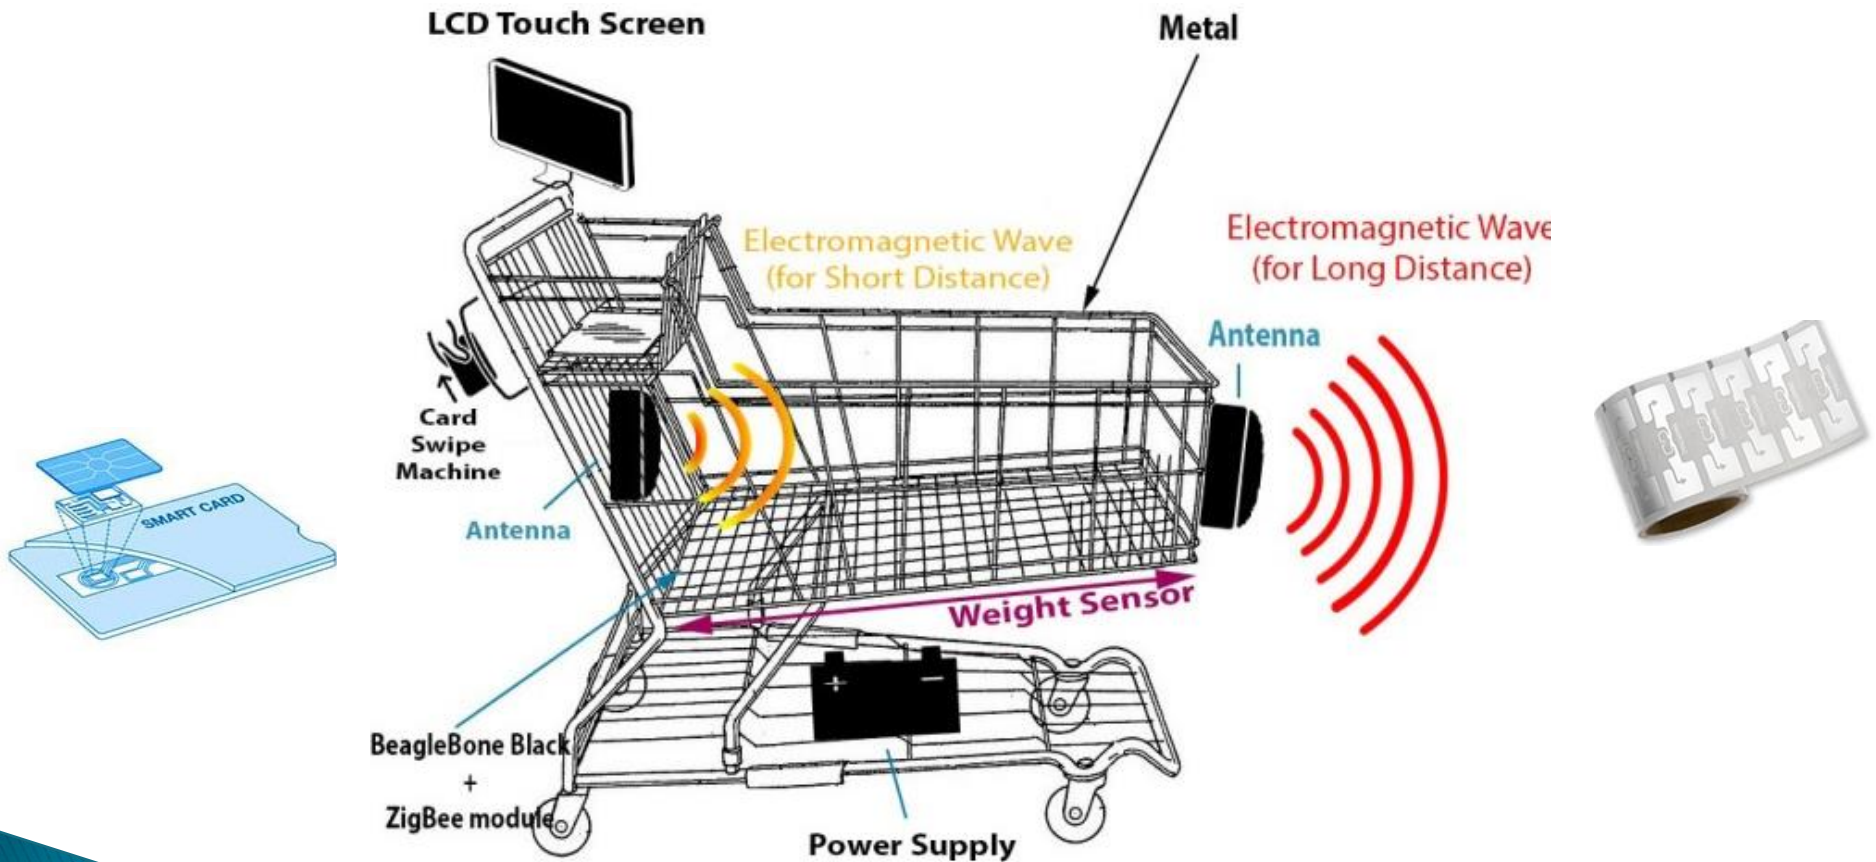 LCD Touch Screen
Metal
Electromagnetic Wave
(for Short Distance)
Electromagnetic Wave
(for Long Distance)
Antenna
Card
Swipe
Machine
Antenna
SMART CARD
Weight Sensor
+ −
BeagleBone Black
+
ZigBee module
Power Supply